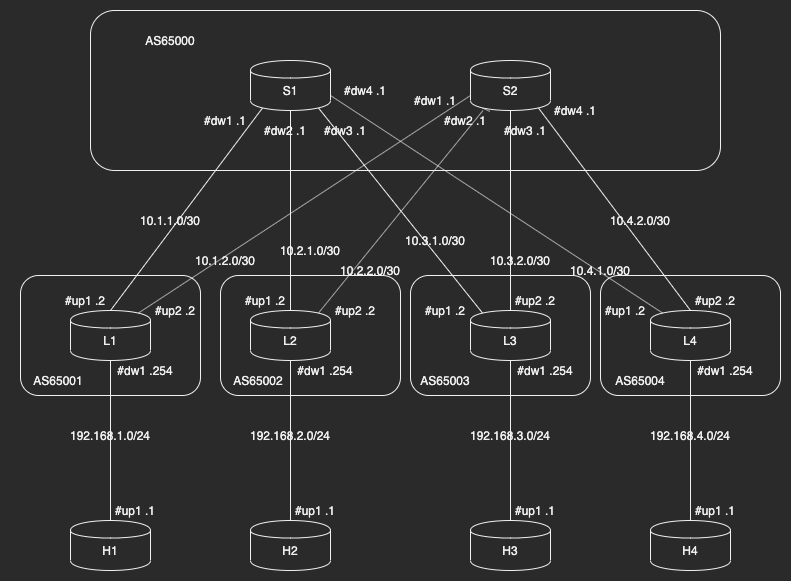 AS65000
S1
S2
#dw4 .1
#dw1 .1
#dw4 .1
#dw1 .1
#dw2 .1
#dw2 .1
#dw3 .1
#dw3 .1
10.1.1.0/30
10.4.2.0/30
10.3.1.0/30
10.2.1.0/30
10.1.2.0/30
10.3.2.0/30
10.2.2.0/30
10.4.1.0/30
#up1 .2
#up2 .2
#up1 .2
#up2 .2
#up1 .2
#up2 .2
#up1 .2
#up2 .2
L1
L2
L3
L4
#dw1 .254
#dw1 .254
#dw1 .254
#dw1 .254
AS65001
AS65002
AS65003
AS65004
192.168.1.0/24
192.168.2.0/24
192.168.3.0/24
192.168.4.0/24
#up1 .1
#up1 .1
#up1 .1
#up1 .1
H1
H2
H3
H4